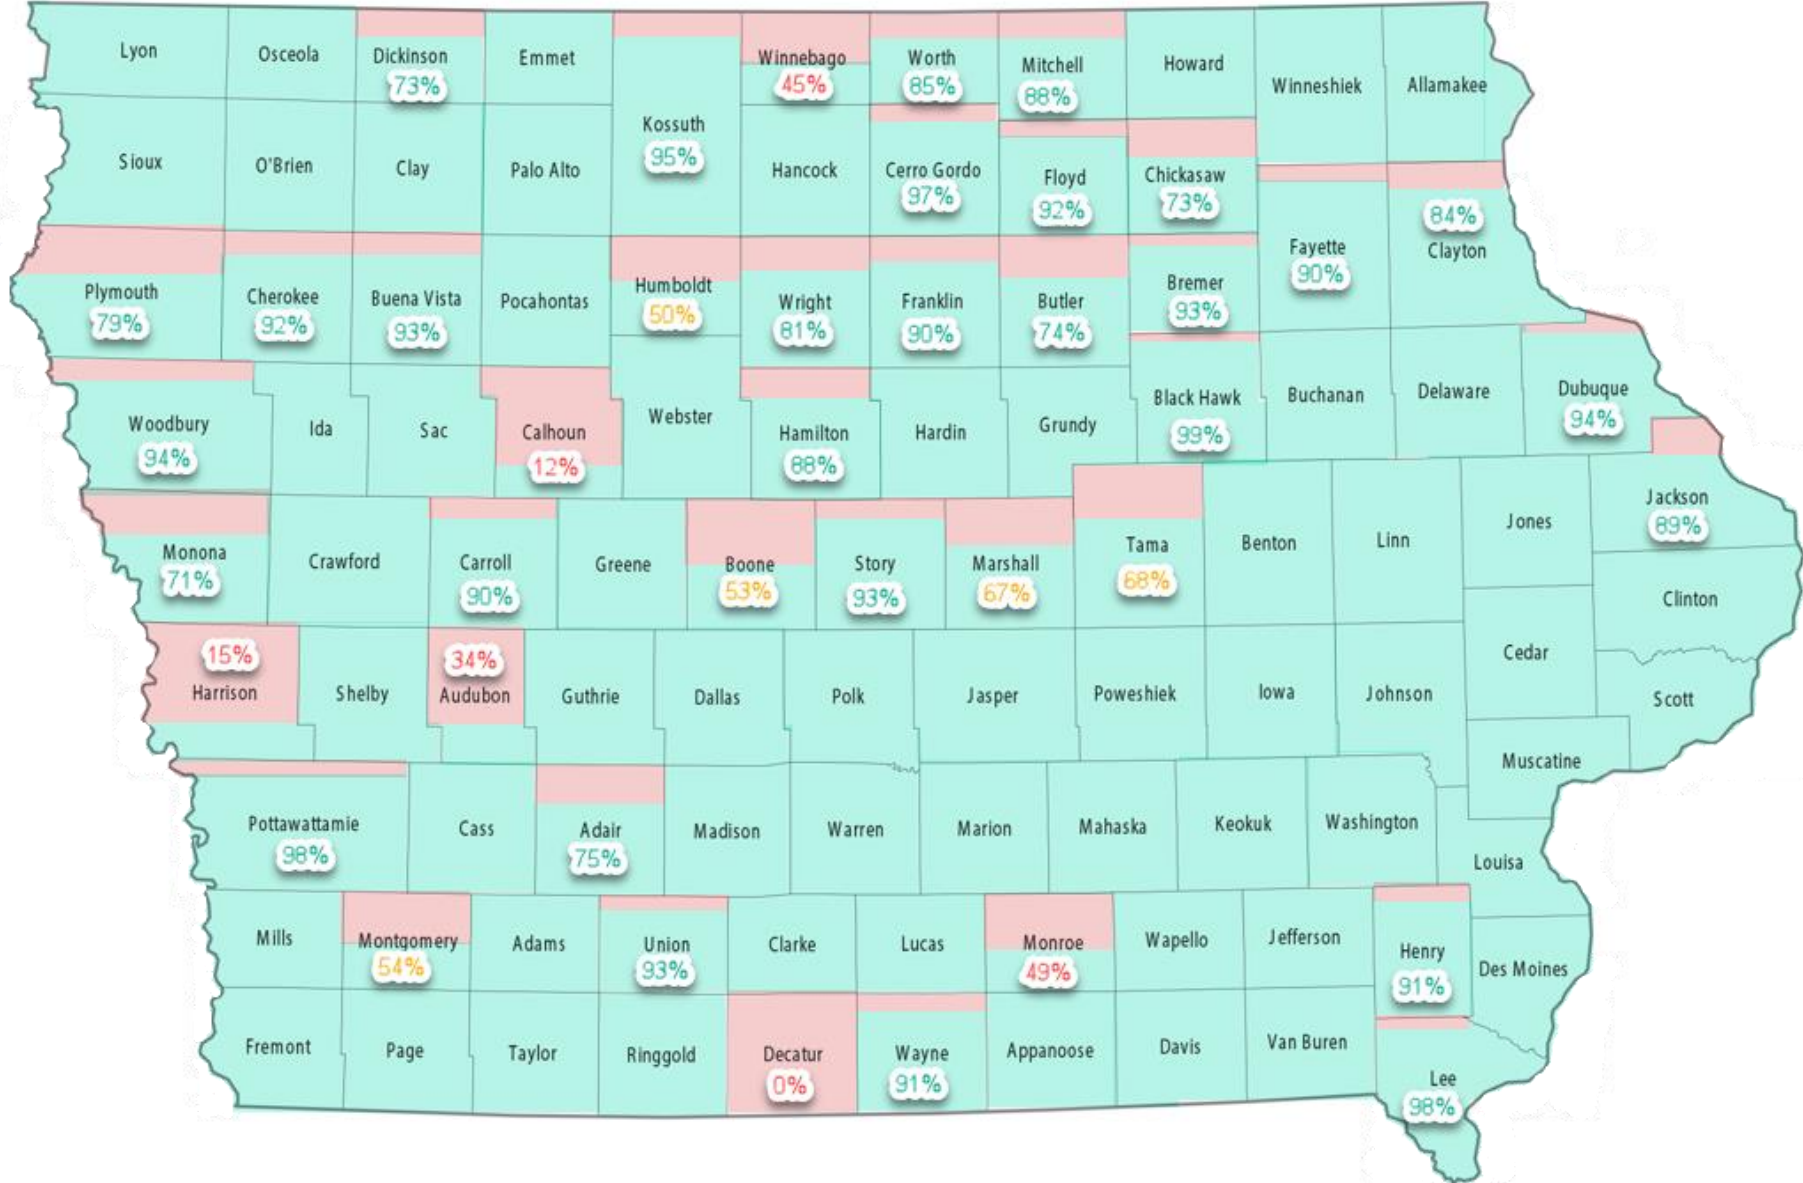 Lyon
Osceola
Dickinson
73%
Emmet
Kossuth
95%
Winnebago
45%
Worth
85%
Mitchell
88%
Howard
Winneshiek
Allamakee
Sioux
O'Brien
Clay
Palo Alto
Hancock
Cerro Gordo
97%
Floyd
92%
Chickasaw
73%
Fayette
90%
84%
Clayton
Plymouth
79%
Cherokee
92%
Buena Vista
93%
Pocahontas
Humboldt
50%
Wright
81%
Franklin
90%
Butler
74%
Bremer
93%
Woodbury
94%
Ida
Sac
Calhoun
12%
Webster
Hamilton
88%
Hardin
Grundy
Black Hawk
99%
Buchanan
Delaware
Dubuque
94%
Monona
71%
Crawford
Carroll
90%
Greene
Boone
53%
Story
93%
Marshall
67%
Tama
68%
Benton
Linn
Jones
Jackson
89%
Clinton
15%
Harrison
Shelby
34%
Audubon
Guthrie
Dallas
Polk
Jasper
Poweshiek
Iowa
Johnson
Cedar
Scott
Muscatine
Pottawattamie
98%
Cass
Adair
75%
Madison
Warren
Marion
Mahaska
Keokuk
Washington
Louisa
Mills
Montgomery
54%
Adams
Union
93%
Clarke
Lucas
Monroe
49%
Wapello
Jefferson
Henry
91%
Des Moines
Fremont
Page
Taylor
Ringgold
Decatur
0%
Wayne
91%
Appanoose
Davis
Van Buren
Lee
98%